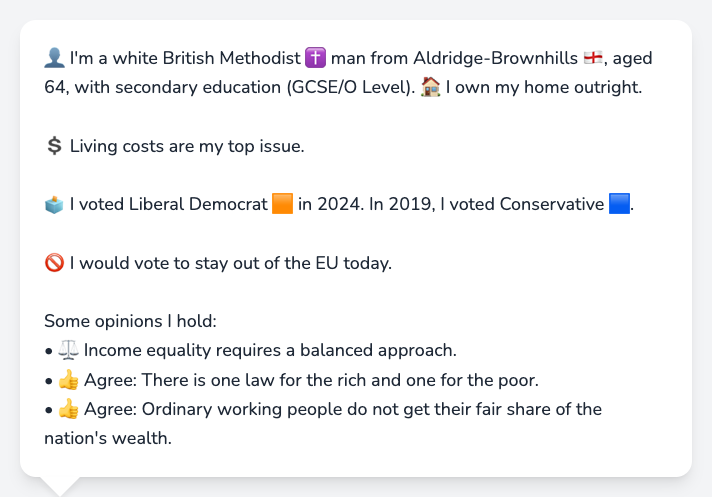 👤 I'm a white British Methodist ✝️ man from Aldridge-Brownhills 🏴󠁧󠁢󠁥󠁮󠁧󠁿, aged
64, with secondary education (GCSE/O Level). 🏠 I own my home outright.
💲 Living costs are my top issue.
🗳️ I voted Liberal Democrat 🟧 in 2024. In 2019, I voted Conservative 🟦.
🚫 I would vote to stay out of the EU today.
Some opinions I hold:
• ⚖️ Income equality requires a balanced approach.
• 👍 Agree: There is one law for the rich and one for the poor.
• 👍 Agree: Ordinary working people do not get their fair share of the
nation's wealth.